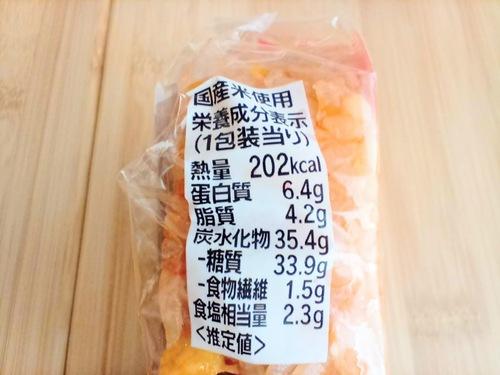 国産米使用
栄養成分表示
(1包装当り)
熱量 202kcal
蛋白質 6.4g
脂質 4.2g
炭水化物 35.4g
-糖質 33.9g
-食物繊維 1.5g
食塩相当量 2.3g
<推定値>